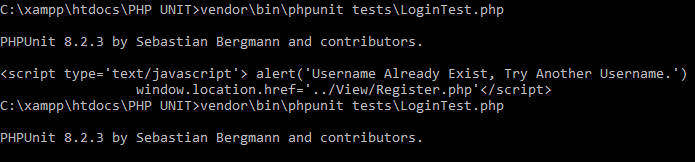 C:\xampp\htdocs\PHP UNIT>vendor\bin\phpunit tests\LoginTest.php
PHPUnit 8.2.3 by Sebastian Bergmann and contributors.
<script type='text/javascript'> alert('Username Already Exist, Try Another Username.')
window.location.href='../View/Register.php'</script>
C:\xampp\htdocs\PHP UNIT>vendor\bin\phpunit tests\LoginTest.php
PHPUnit 8.2.3 by Sebastian Bergmann and contributors.